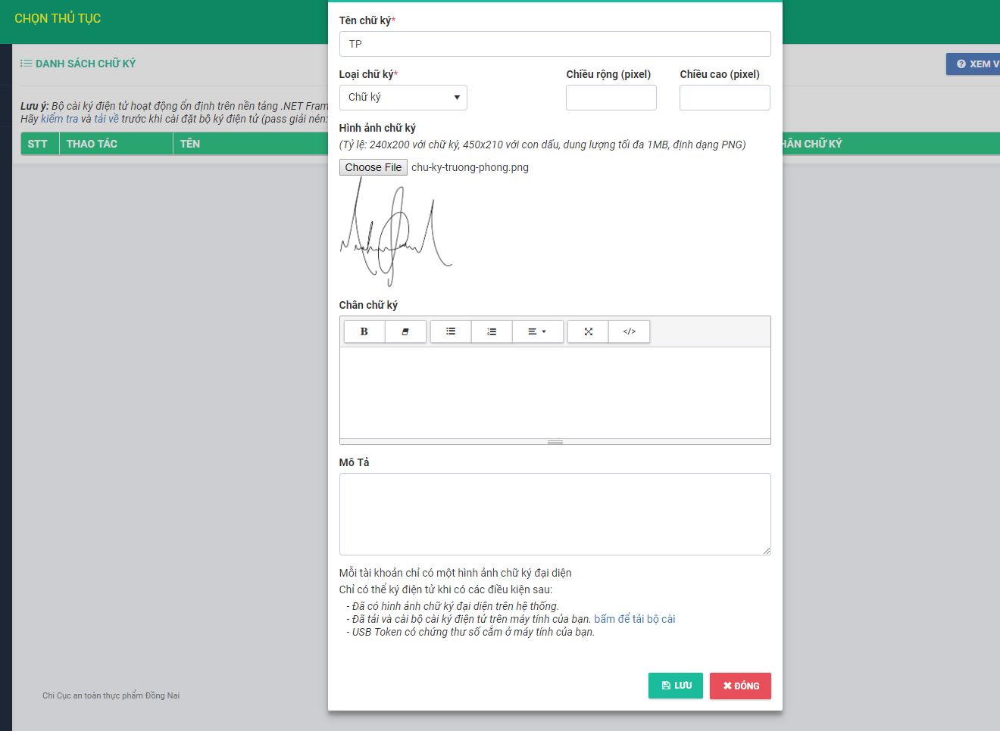 CHỌN THỦ TỤC
DANH SÁCH CHỮ KÝ
XEM V
Lưu ý: Bộ cài ký điện tử hoạt động ổn định trên nền tảng .NET Fram
Hãy kiểm tra và tải về trước khi cài đặt bộ ký điện tử (pass giải nén:
STT THAO TÁC TÊN HÂN CHỮ KÝ
Tên chữ ký*
TP
Loại chữ ký* Chiều rộng (pixel) Chiều cao (pixel)
Chữ ký
Hình ảnh chữ ký
(Tỷ lệ: 240x200 với chữ ký, 450x210 với con dấu, dung lượng tối đa 1MB, định dạng PNG)
Choose File chu-ky-truong-phong.png
Chân chữ ký
B </>
Mô Tả
Mỗi tài khoản chỉ có một hình ảnh chữ ký đại diện
Chỉ có thể ký điện tử khi có các điều kiện sau:
- Đã có hình ảnh chữ ký đại diện trên hệ thống.
- Đã tải và cài bộ cài ký điện tử trên máy tính của bạn. bấm để tải bộ cài
- USB Token có chứng thư số cắm ở máy tính của bạn.
LƯU ĐÓNG
Chi Cục an toàn thực phẩm Đồng Nai